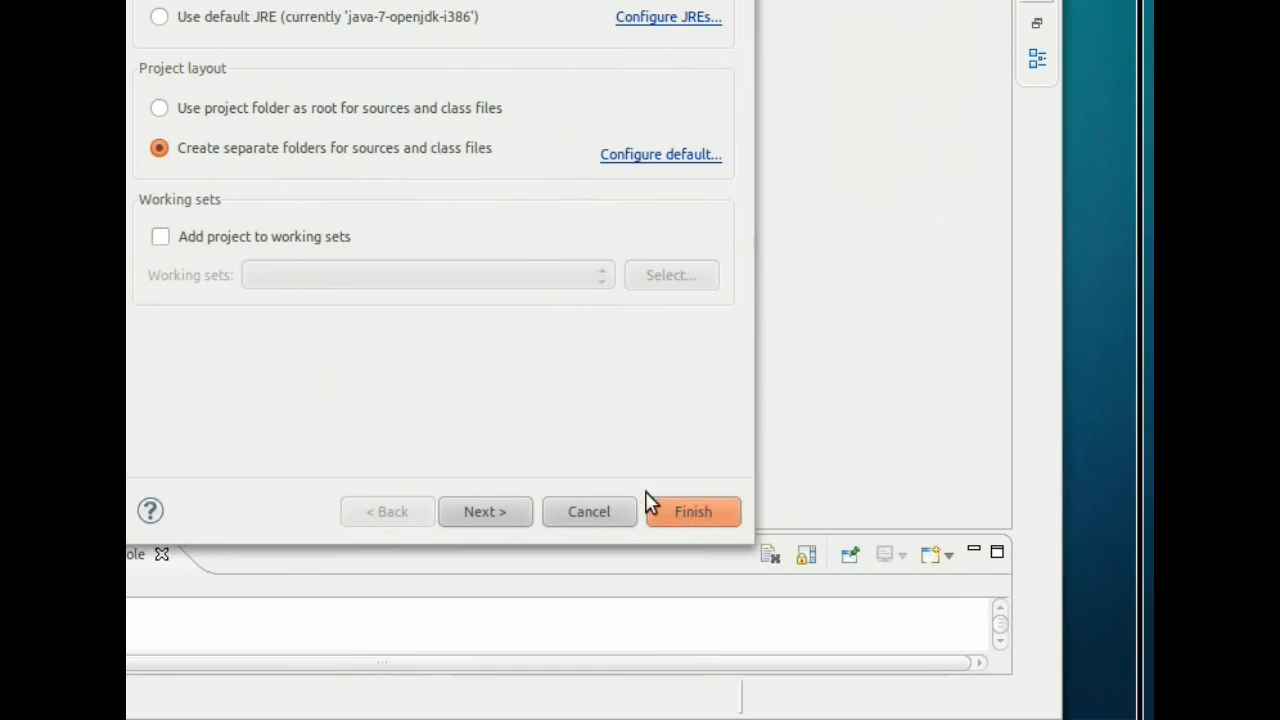 Use default JRE (currently 'java-7-openjdk-i386')
Configure JREs...
Project layout
Use project folder as root for sources and class files
Create separate folders for sources and class files
Configure default...
Working sets
Add project to working sets
Working sets:
Select...
?
< Back
Next >
Cancel
Finish
ole